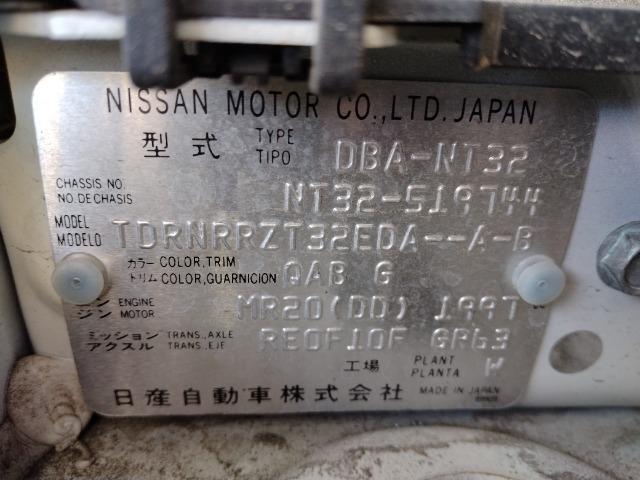 NISSAN MOTOR CO.,LTD.JAPAN
型式 TYPE TIPO DBA-NT32
CHASSIS NO. NO.DE CHASIS NT32-519744
MODEL MODELO TDRNRRZT32EDA--A-B
カラー COLOR,TRIM
トリム COLOR,GUARNICION QAB G
ジン ENGINE MOTOR MR20(DD) 1997 cc
ミッション TRANS.,AXLE
アクスル TRANS.,EJE RE0F10F GR63
工場 PLANT PLANTA W
日産自動車株式会社 MADE IN JAPAN